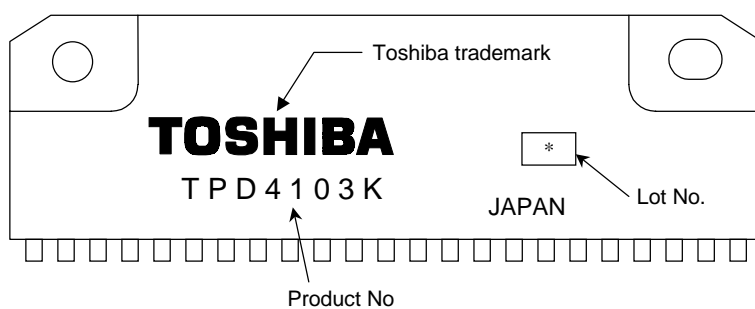 Toshiba trademark
TOSHIBA
*
TPD4103K
JAPAN
Lot No.
Product No